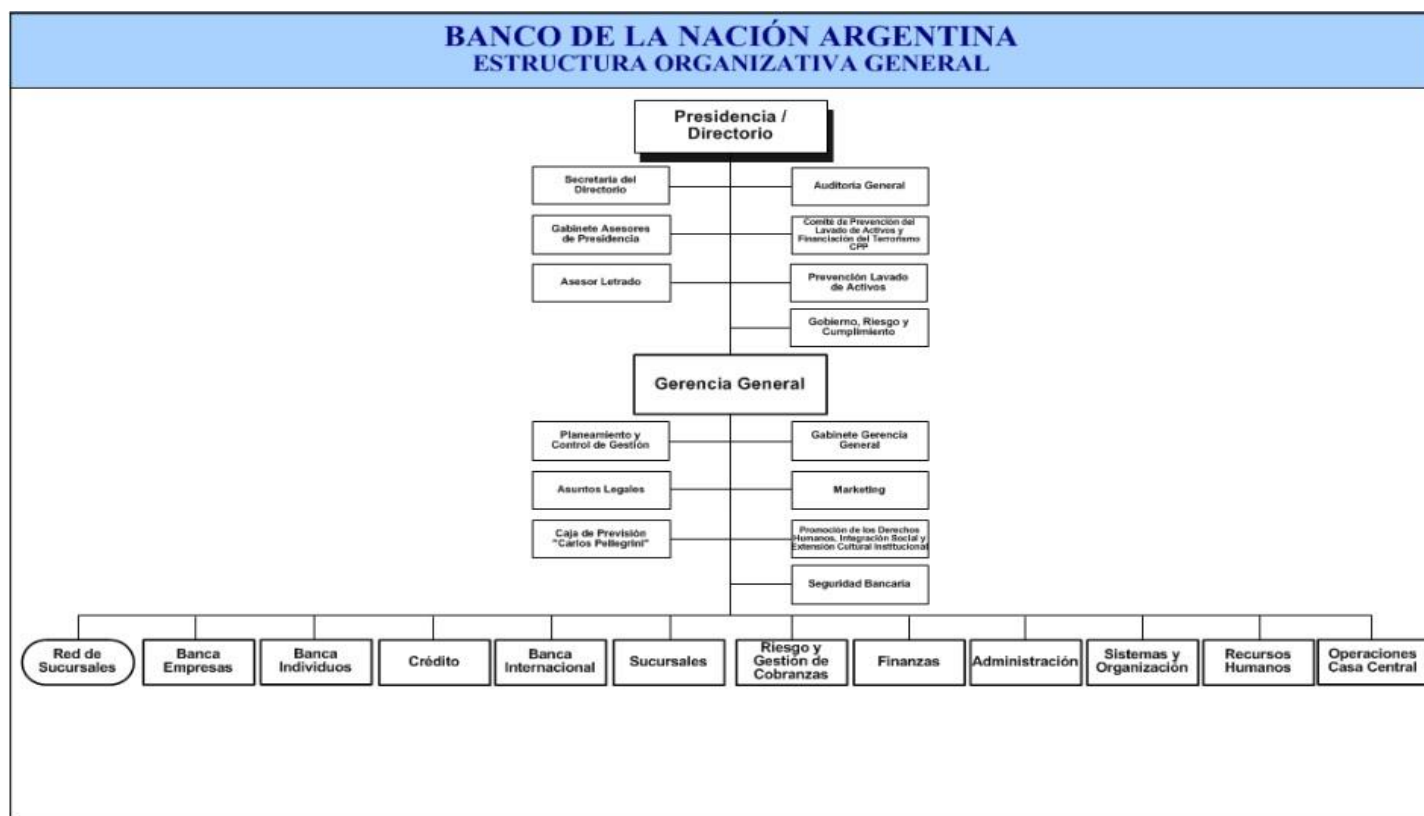 BANCO DE LA NACIÓN ARGENTINA
ESTRUCTURA ORGANIZATIVA GENERAL
Presidencia /
Directorio
Secretaria del
Directorio
Auditoria General
Gabinete Asesores
de Presidencia
Comité de Prevención del
Lavado de Activos y
Financiación del Terrorismo
CPP
Asesor Letrado
Prevención Lavado
de Activos
Gobierno, Riesgo y
Cumplimiento
Gerencia General
Planeamiento y
Control de Gestión
Gabinete Gerencia
General
Asuntos Legales
Marketing
Caja de Previsión
"Carlos Pellegrini"
Promoción de los Derechos
Humanos, Integración Social y
Extensión Cultural Institucional
Seguridad Bancaria
Red de
Sucursales
Banca
Empresas
Banca
Individuos
Crédito
Banca
Internacional
Sucursales
Riesgo y
Gestión de
Cobranzas
Finanzas
Administración
Sistemas y
Organización
Recursos
Humanos
Operaciones
Casa Central